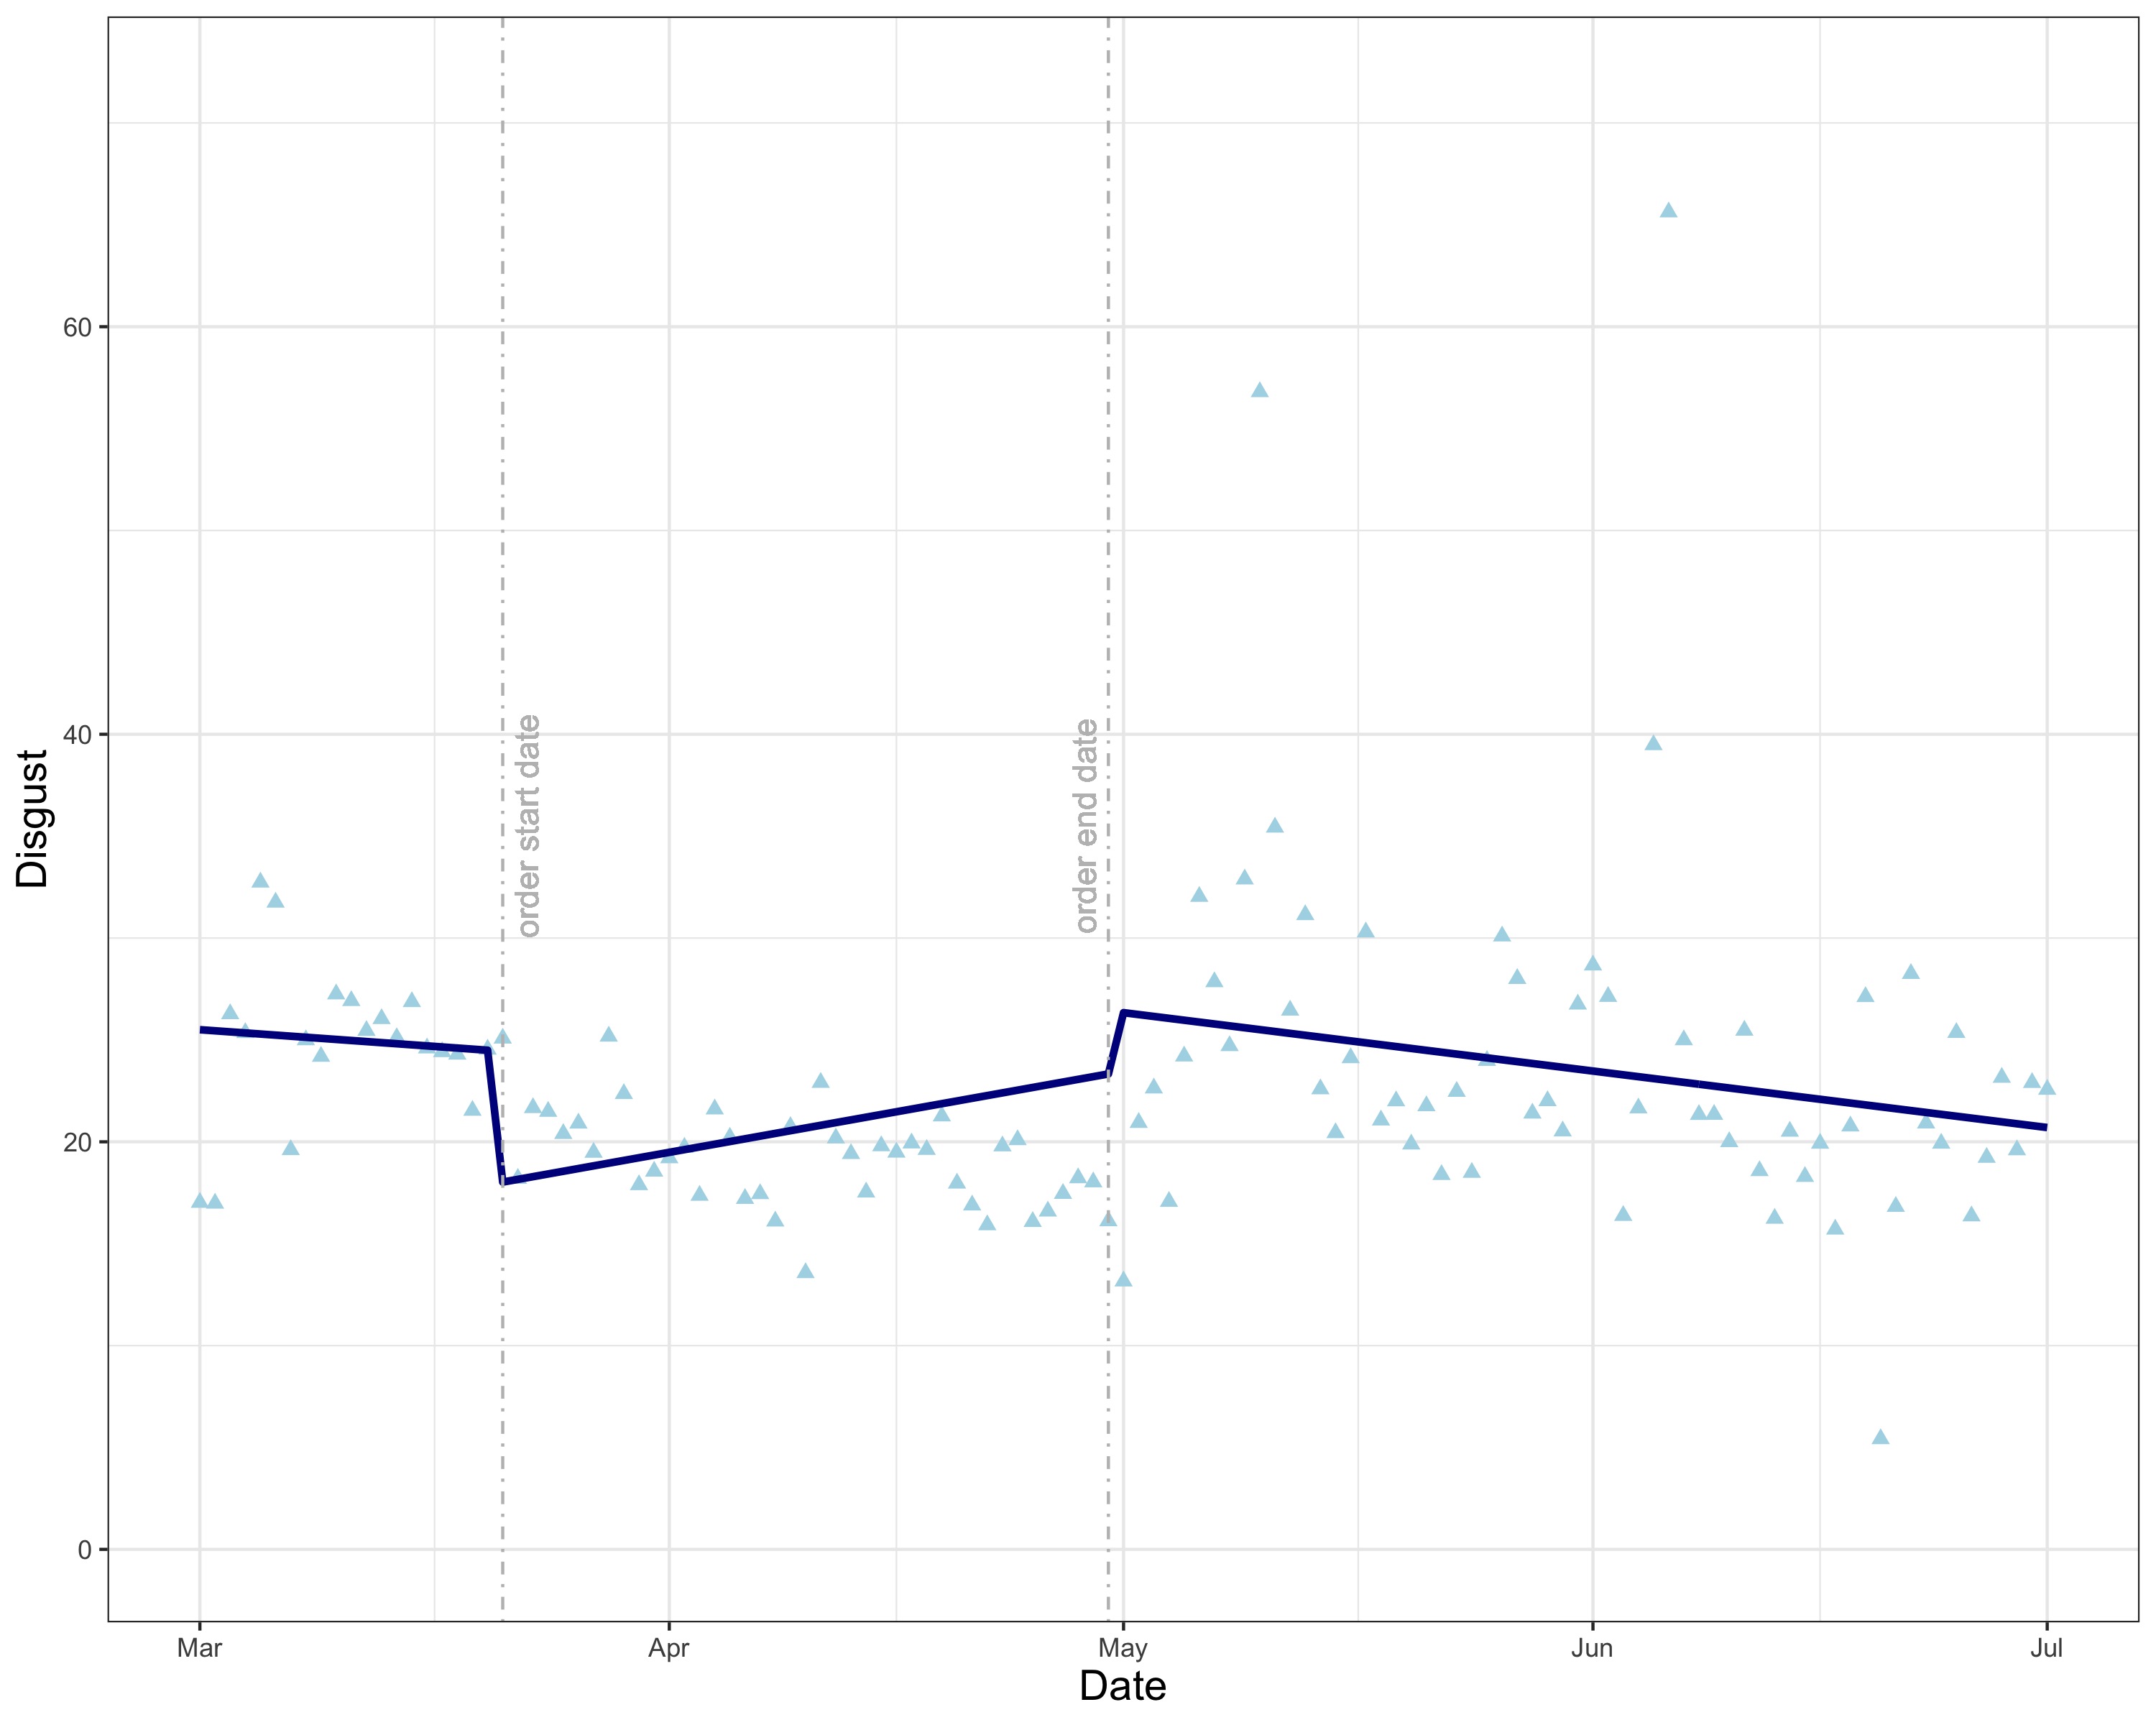 60
40
20
0
Disgust
order start date
order end date
Mar
Apr
May
Jun
Jul
Date